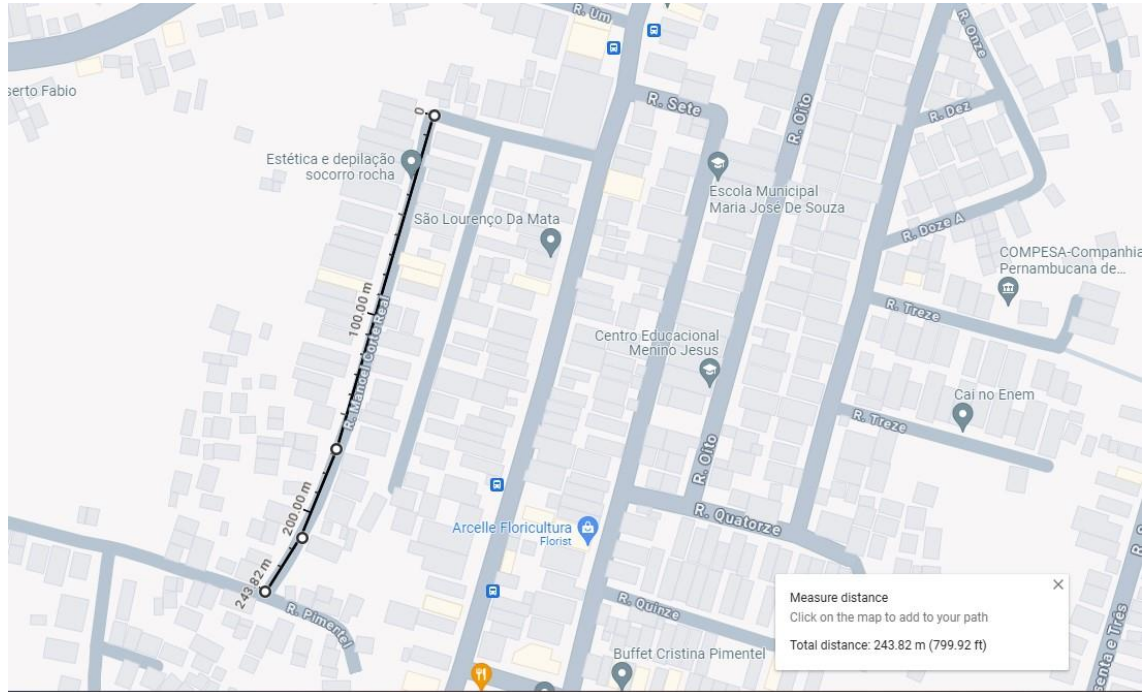 R. Um
serto Fabio
R. Onze
0
R. Sete
R. Oito
R. Dez
Estética e depilação
socorro rocha
Escola Municipal
Maria José De Souza
São Lourenço Da Mata
R. Doze A
COMPESA-Companhia
Pernambucana de...
100.00 m
R. Treze
Centro Educacional
Menino Jesus
R. Manoel Corte Real
Cai no Enem
R. Treze
R. Oito
200.00 m
Arcelle Floricultura
Florist
R. Quatorze
243.82 m
R. Pimentel
R. Quinze
Measure distance
Click on the map to add to your path
Total distance: 243.82 m (799.92 ft)
Buffet Cristina Pimentel
senta e Três